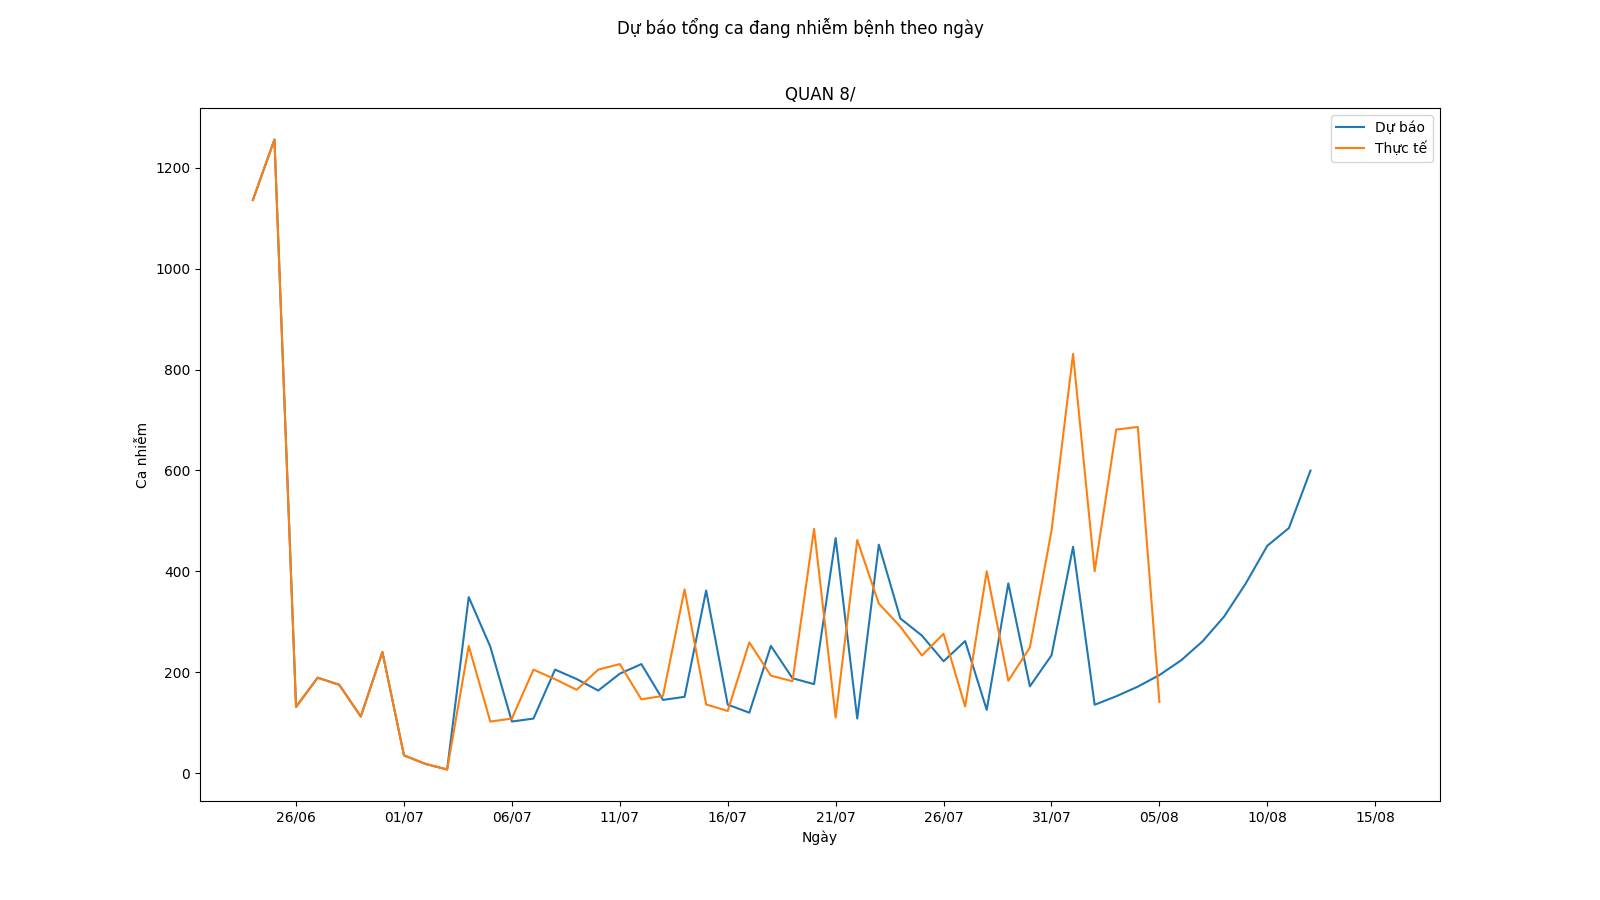 Dự báo tổng ca đang nhiễm bệnh theo ngày
QUAN 8/
Dự báo
Thực tế
1200
1000
800
600
400
200
0
Ca nhiễm
26/06 01/07 06/07 11/07 16/07 21/07 26/07 31/07 05/08 10/08 15/08
Ngày